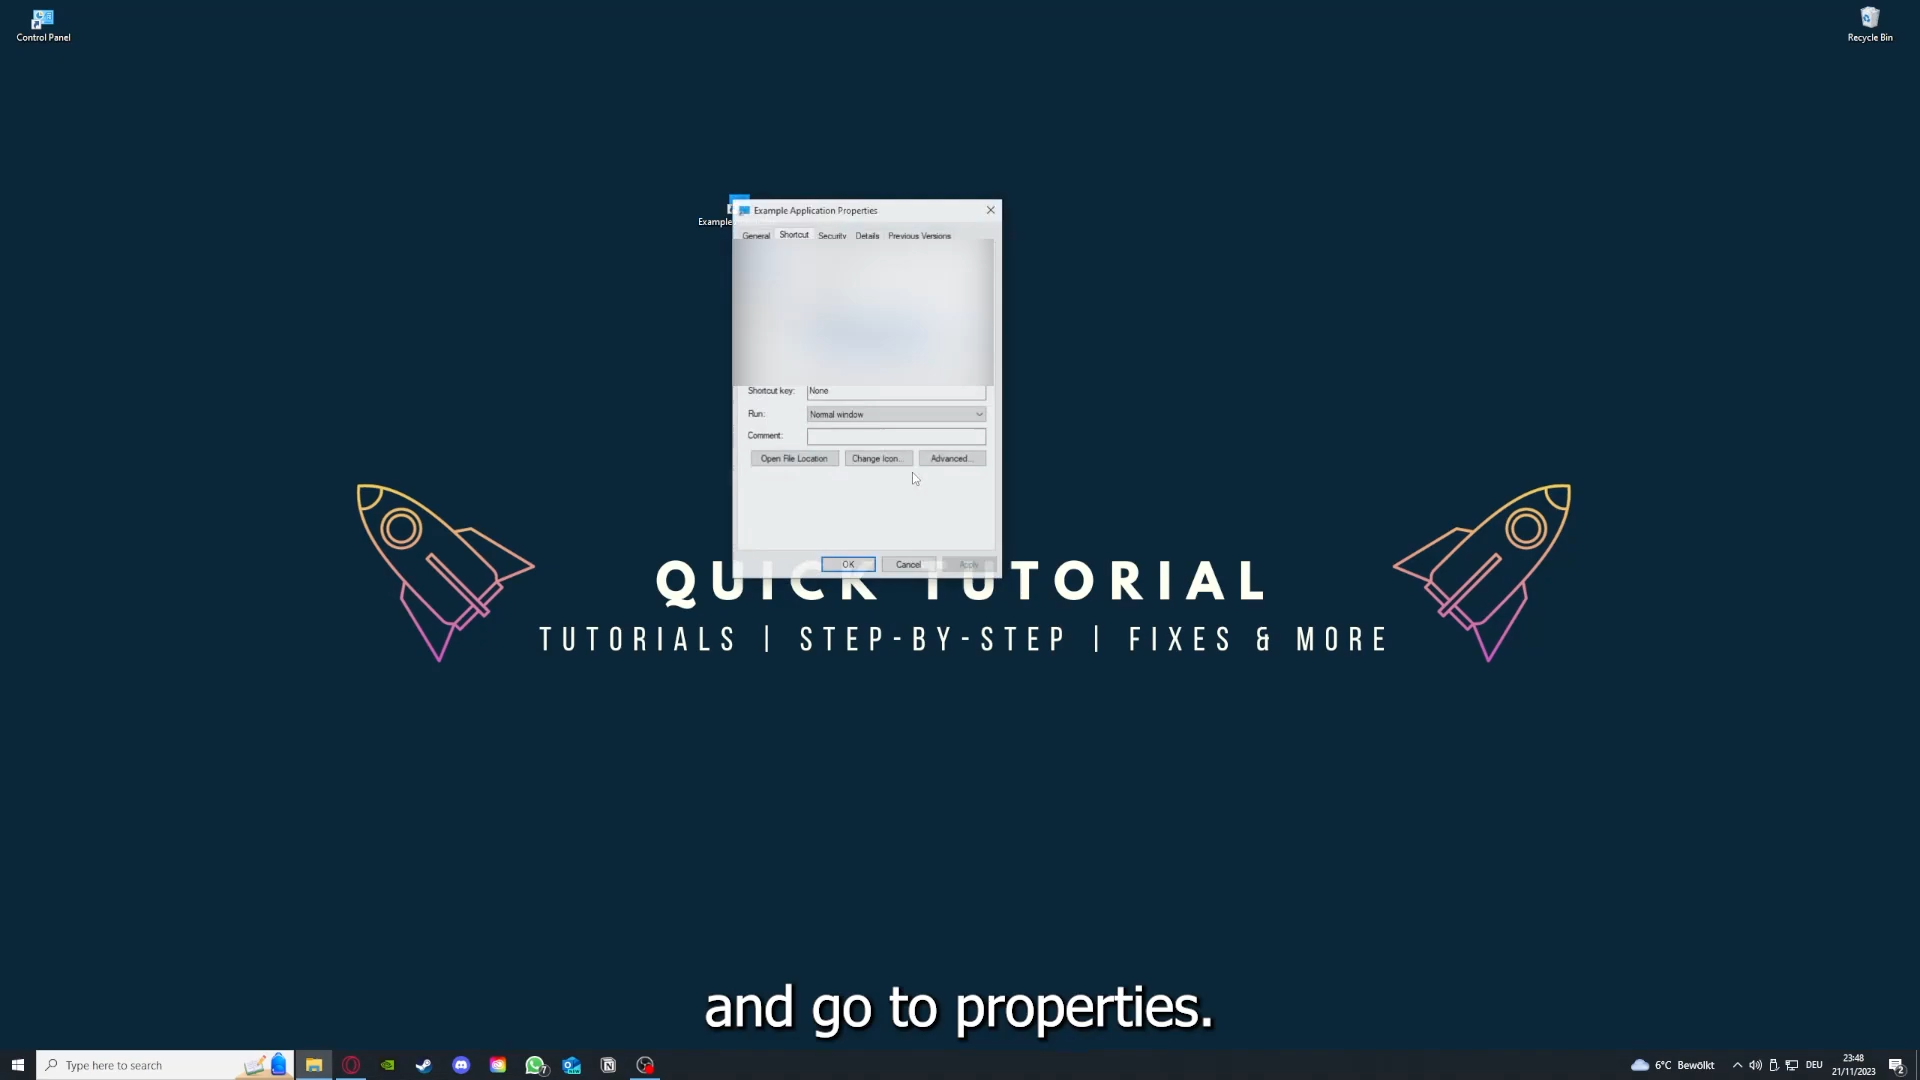 Control Panel
Recycle Bin
Example
Example Application Properties
General Shortcut Security Details Previous Versions
Shortcut key: None
Run: Normal window
Comment:
Open File Location Change Icon... Advanced...
OK Cancel Apply
QUICK TUTORIAL
TUTORIALS | STEP-BY-STEP | FIXES & MORE
and go to properties.
Type here to search
7
6°C Bewölkt
DEU
23:48
21/11/2023
2